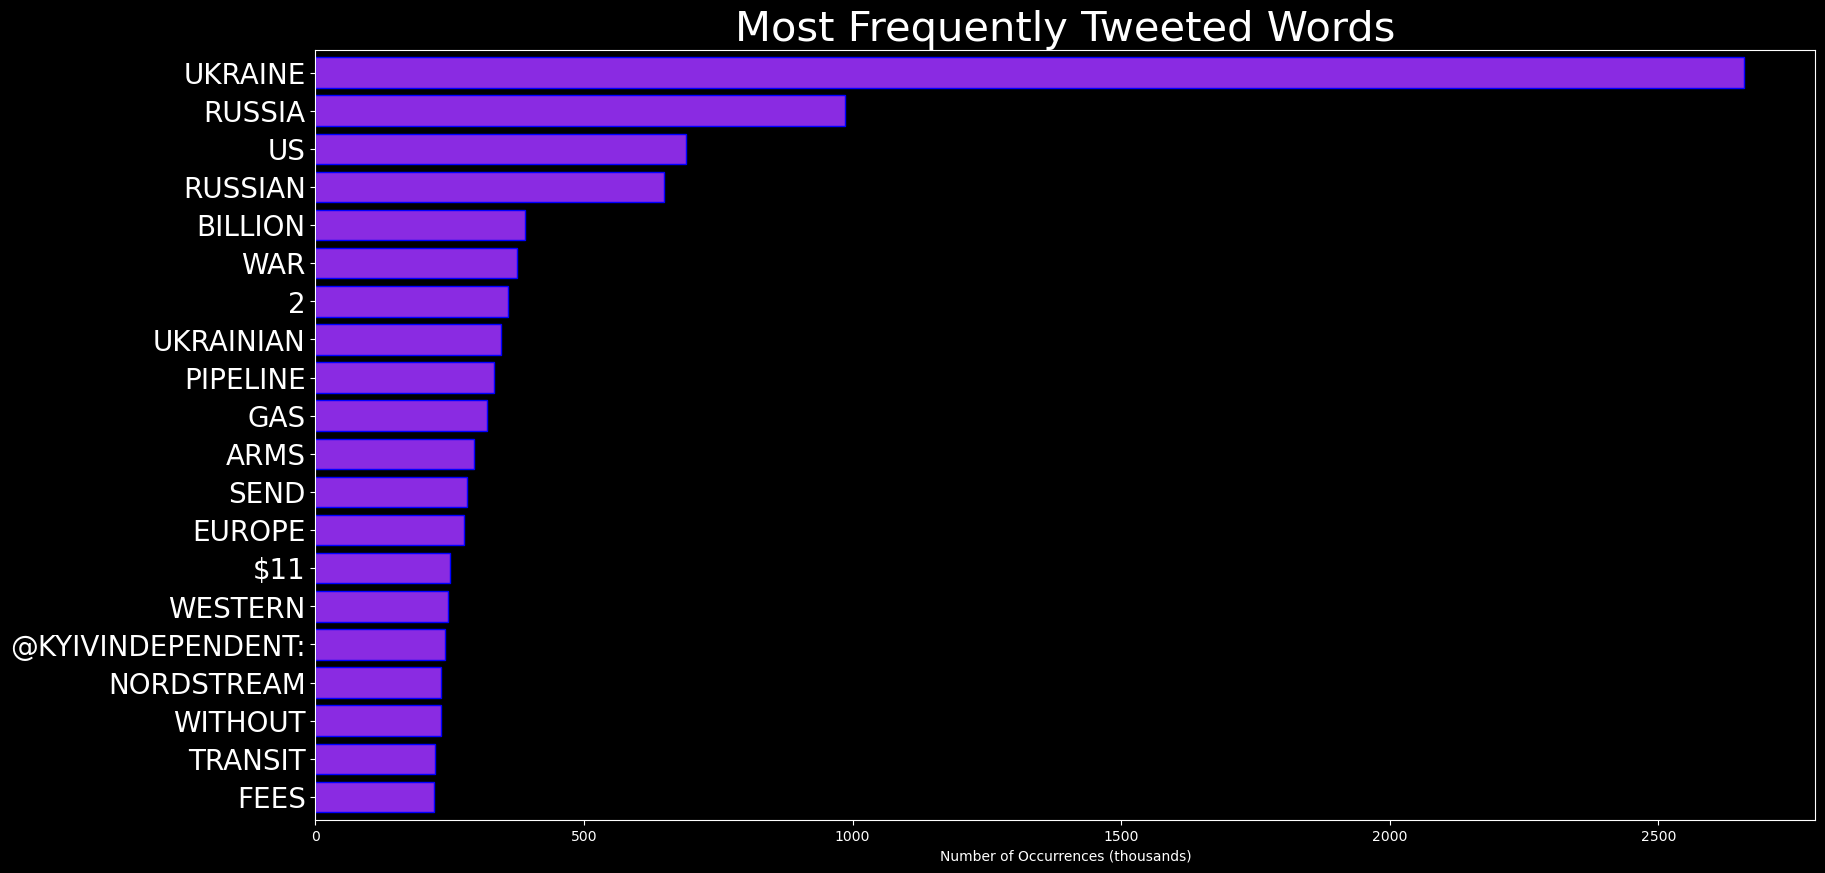 Most Frequently Tweeted Words
UKRAINE
RUSSIA
US
RUSSIAN
BILLION
WAR
2
UKRAINIAN
PIPELINE
GAS
ARMS
SEND
EUROPE
$11
WESTERN
@KYIVINDEPENDENT:
NORDSTREAM
WITHOUT
TRANSIT
FEES
0 500 1000 1500 2000 2500
Number of Occurrences (thousands)